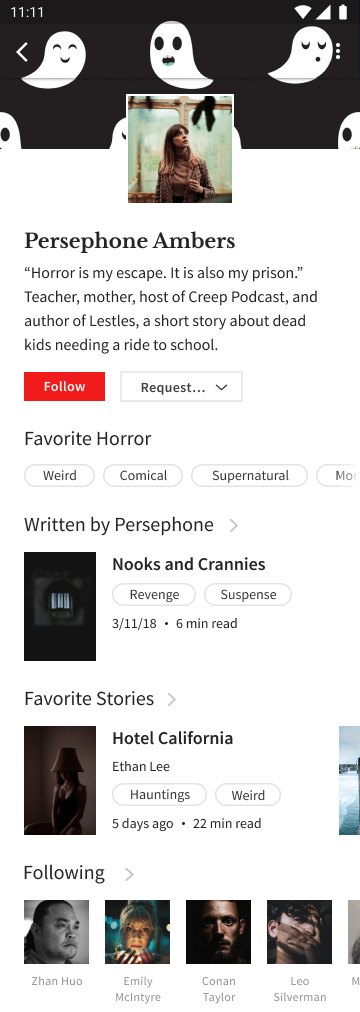 11:11
Persephone Ambers
“Horror is my escape. It is also my prison.”
Teacher, mother, host of Creep Podcast, and
author of Lestles, a short story about dead
kids needing a ride to school.
Follow
Request...
Favorite Horror
Weird
Comical
Supernatural
Written by Persephone
Nooks and Crannies
Revenge
Suspense
3/11/18 • 6 min read
Favorite Stories
Hotel California
Ethan Lee
Hauntings
Weird
5 days ago • 22 min read
Following
Zhan Huo
Emily
McIntyre
Conan
Taylor
Leo
Silverman